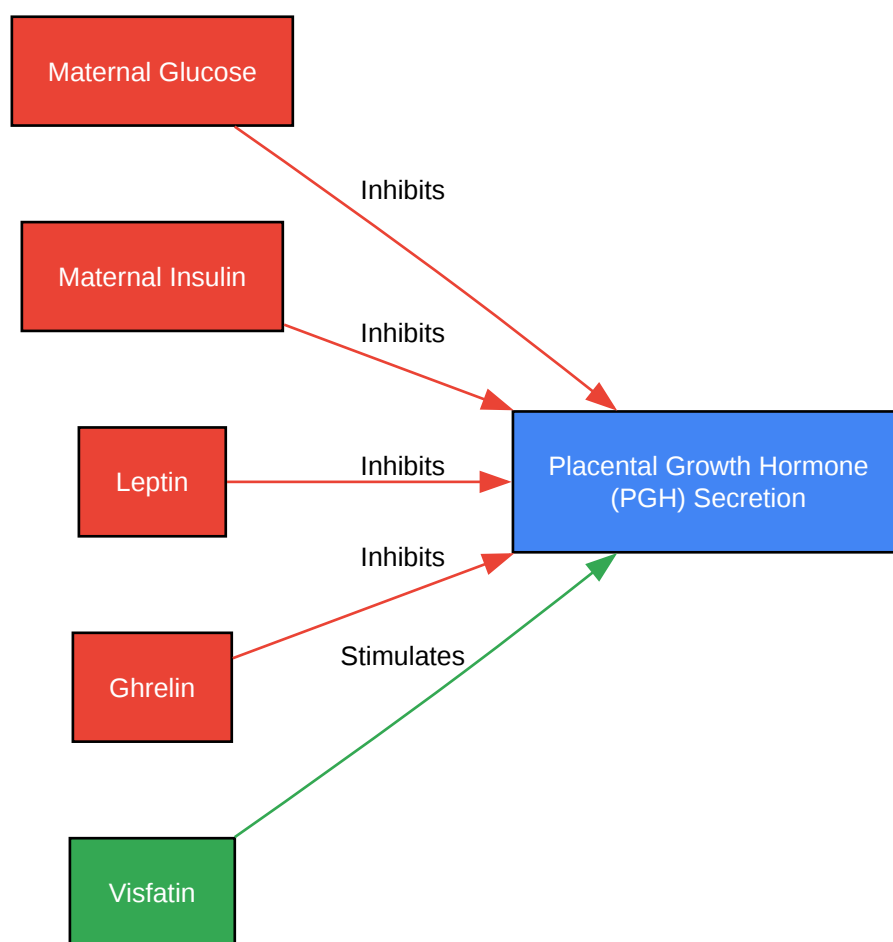 Maternal Glucose
Inhibits
Maternal Insulin
Inhibits
Leptin
Inhibits
Placental Growth Hormone
(PGH) Secretion
Inhibits
Ghrelin
Stimulates
Visfatin